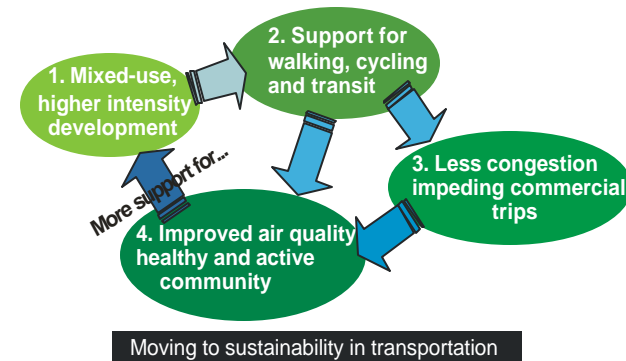 1. Mixed-use,
higher intensity
development
2. Support for
walking, cycling
and transit
3. Less congestion
impeding commercial
trips
More support for...
4. Improved air quality
healthy and active
community
Moving to sustainability in transportation